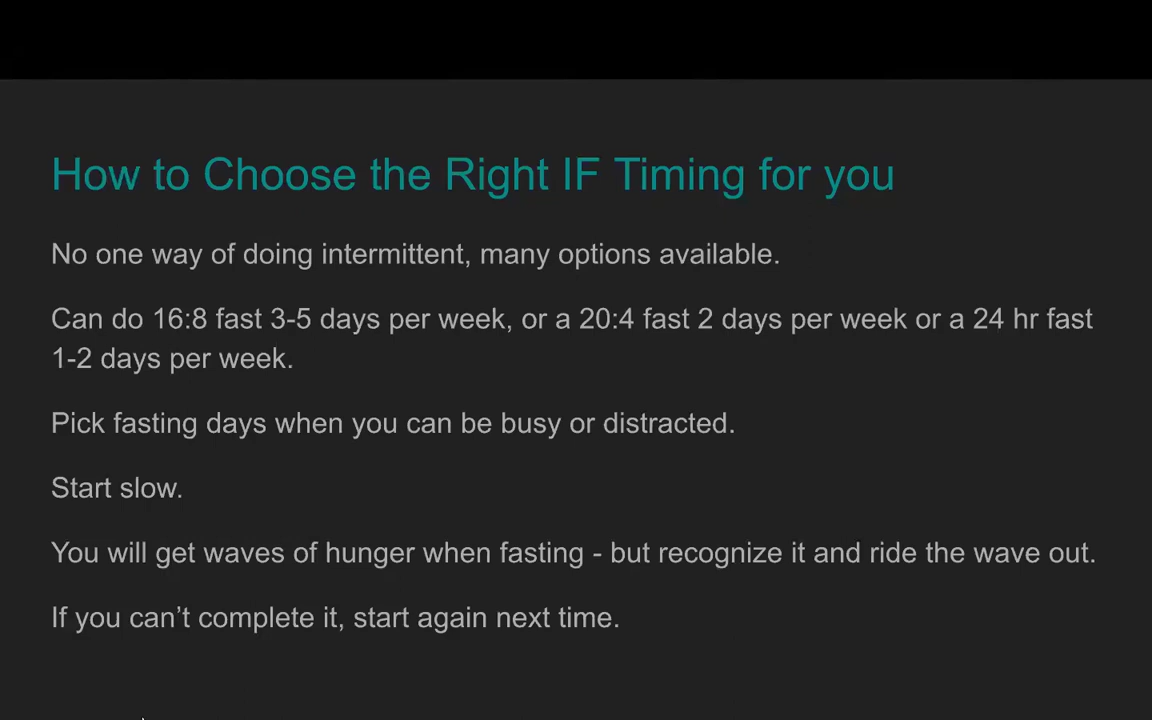 How to Choose the Right IF Timing for you
No one way of doing intermittent, many options available.
Can do 16:8 fast 3-5 days per week, or a 20:4 fast 2 days per week or a 24 hr fast
1-2 days per week.
Pick fasting days when you can be busy or distracted.
Start slow.
You will get waves of hunger when fasting - but recognize it and ride the wave out.
If you can’t complete it, start again next time.